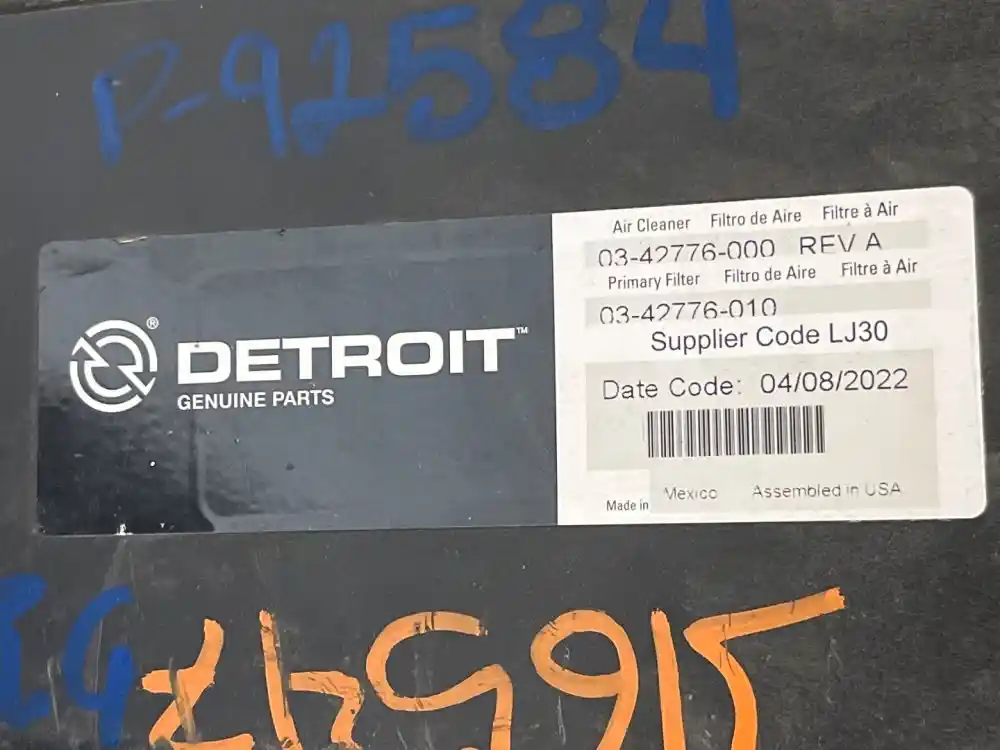 P-92584
Air Cleaner Filtro de Aire Filtre à Air
03-42776-000 REV A
Primary Filter Filtro de Aire Filtre à Air
03-42776-010
Supplier Code LJ30
Date Code: 04/08/2022
Made in Mexico Assembled in USA
® DETROIT™
GENUINE PARTS